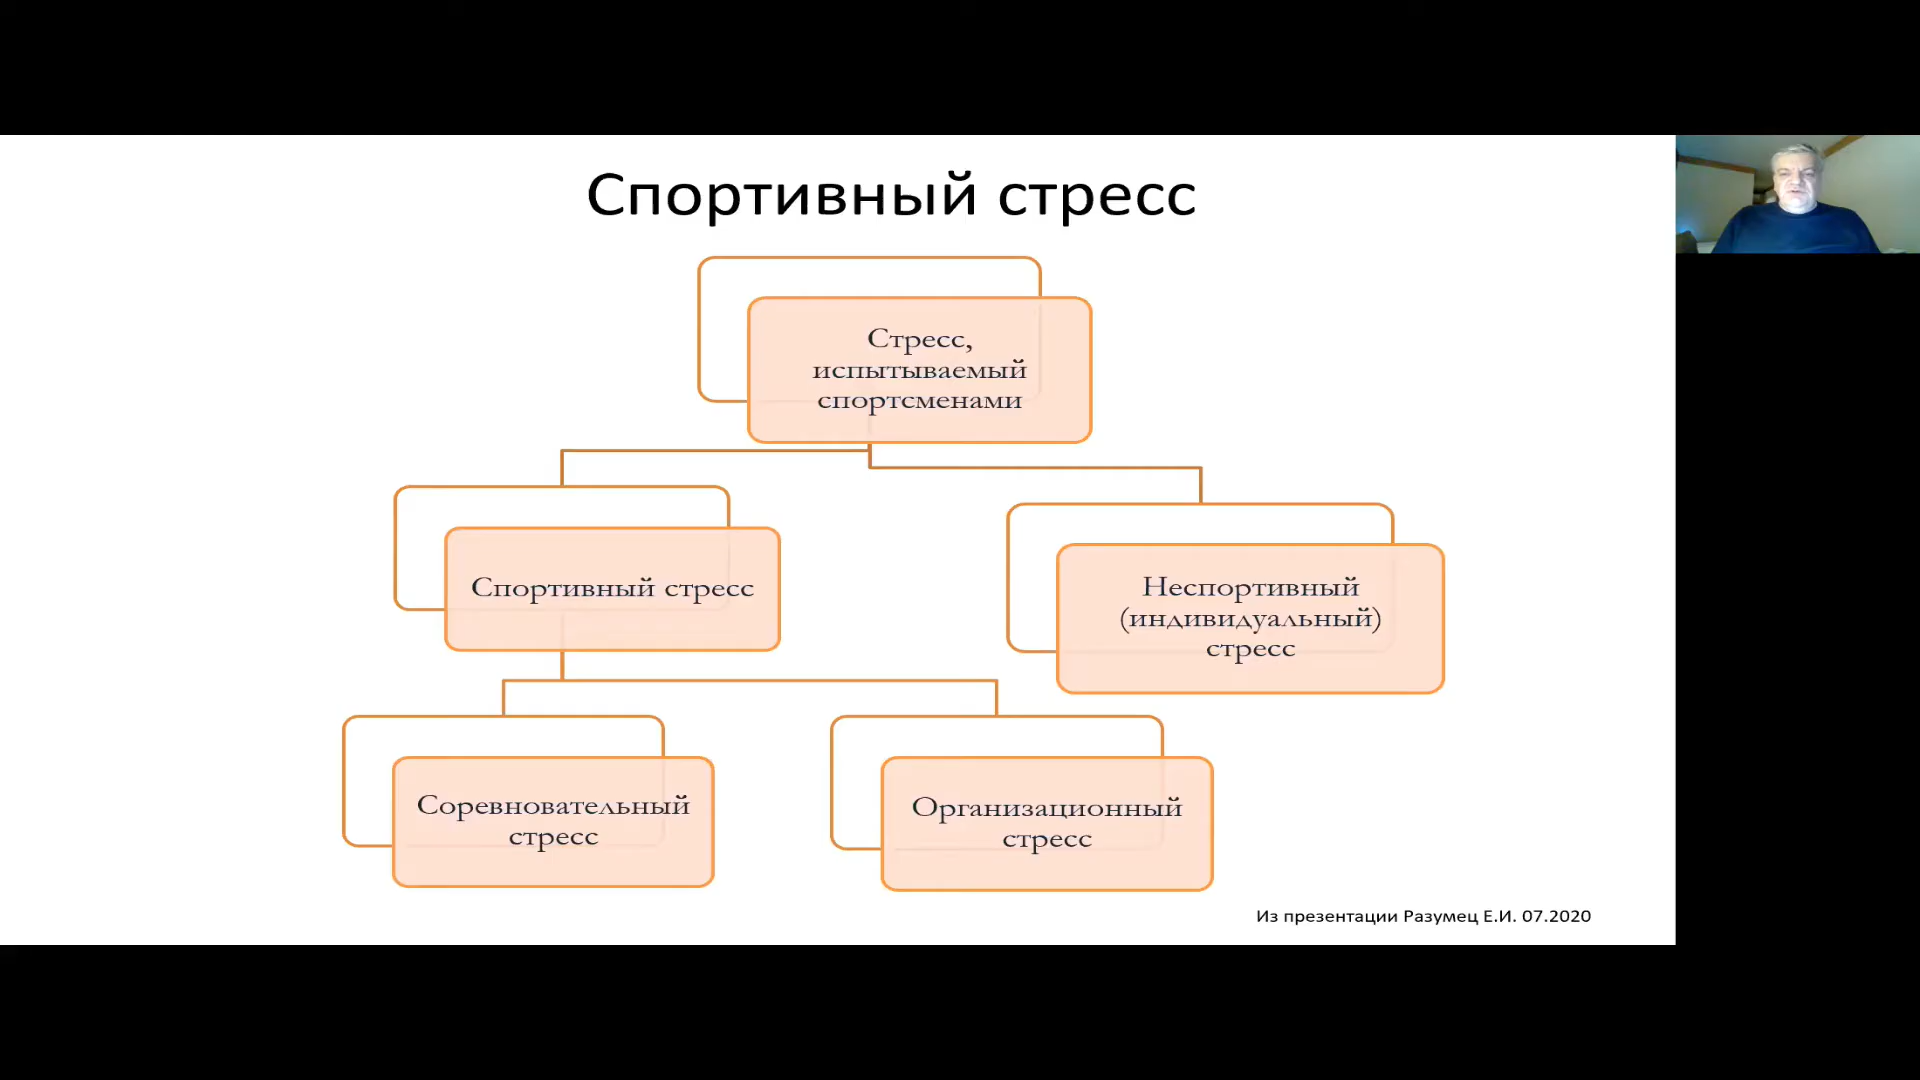 Спортивный стресс
Стресс,
испытываемый
спортсменами
Спортивный стресс
Неспортивный
(индивидуальный)
стресс
Соревновательный
стресс
Организационный
стресс
Из презентации Разумец Е.И. 07.2020